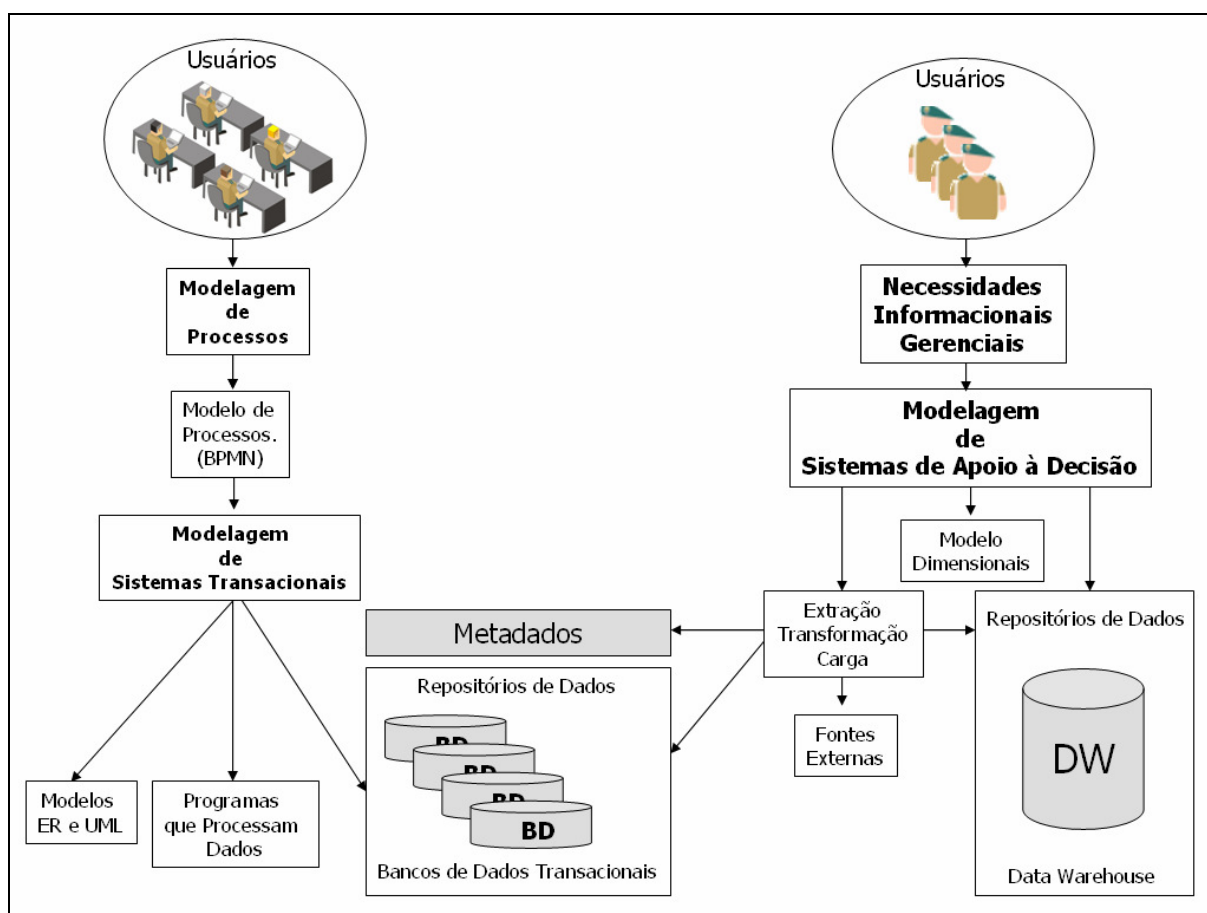 Usuários
Modelagem
de
Processos
Modelo de
Processos.
(BPMN)
Modelagem
de
Sistemas Transacionais
Modelos
ER e UML
Programas
que Processam
Dados
Metadados
Repositórios de Dados
BD
BD
BD
BD
Bancos de Dados Transacionais
Usuários
Necessidades
Informacionais
Gerenciais
Modelagem
de
Sistemas de Apoio à Decisão
Modelo
Dimensionais
Extração
Transformação
Carga
Fontes
Externas
Repositórios de Dados
DW
Data Warehouse